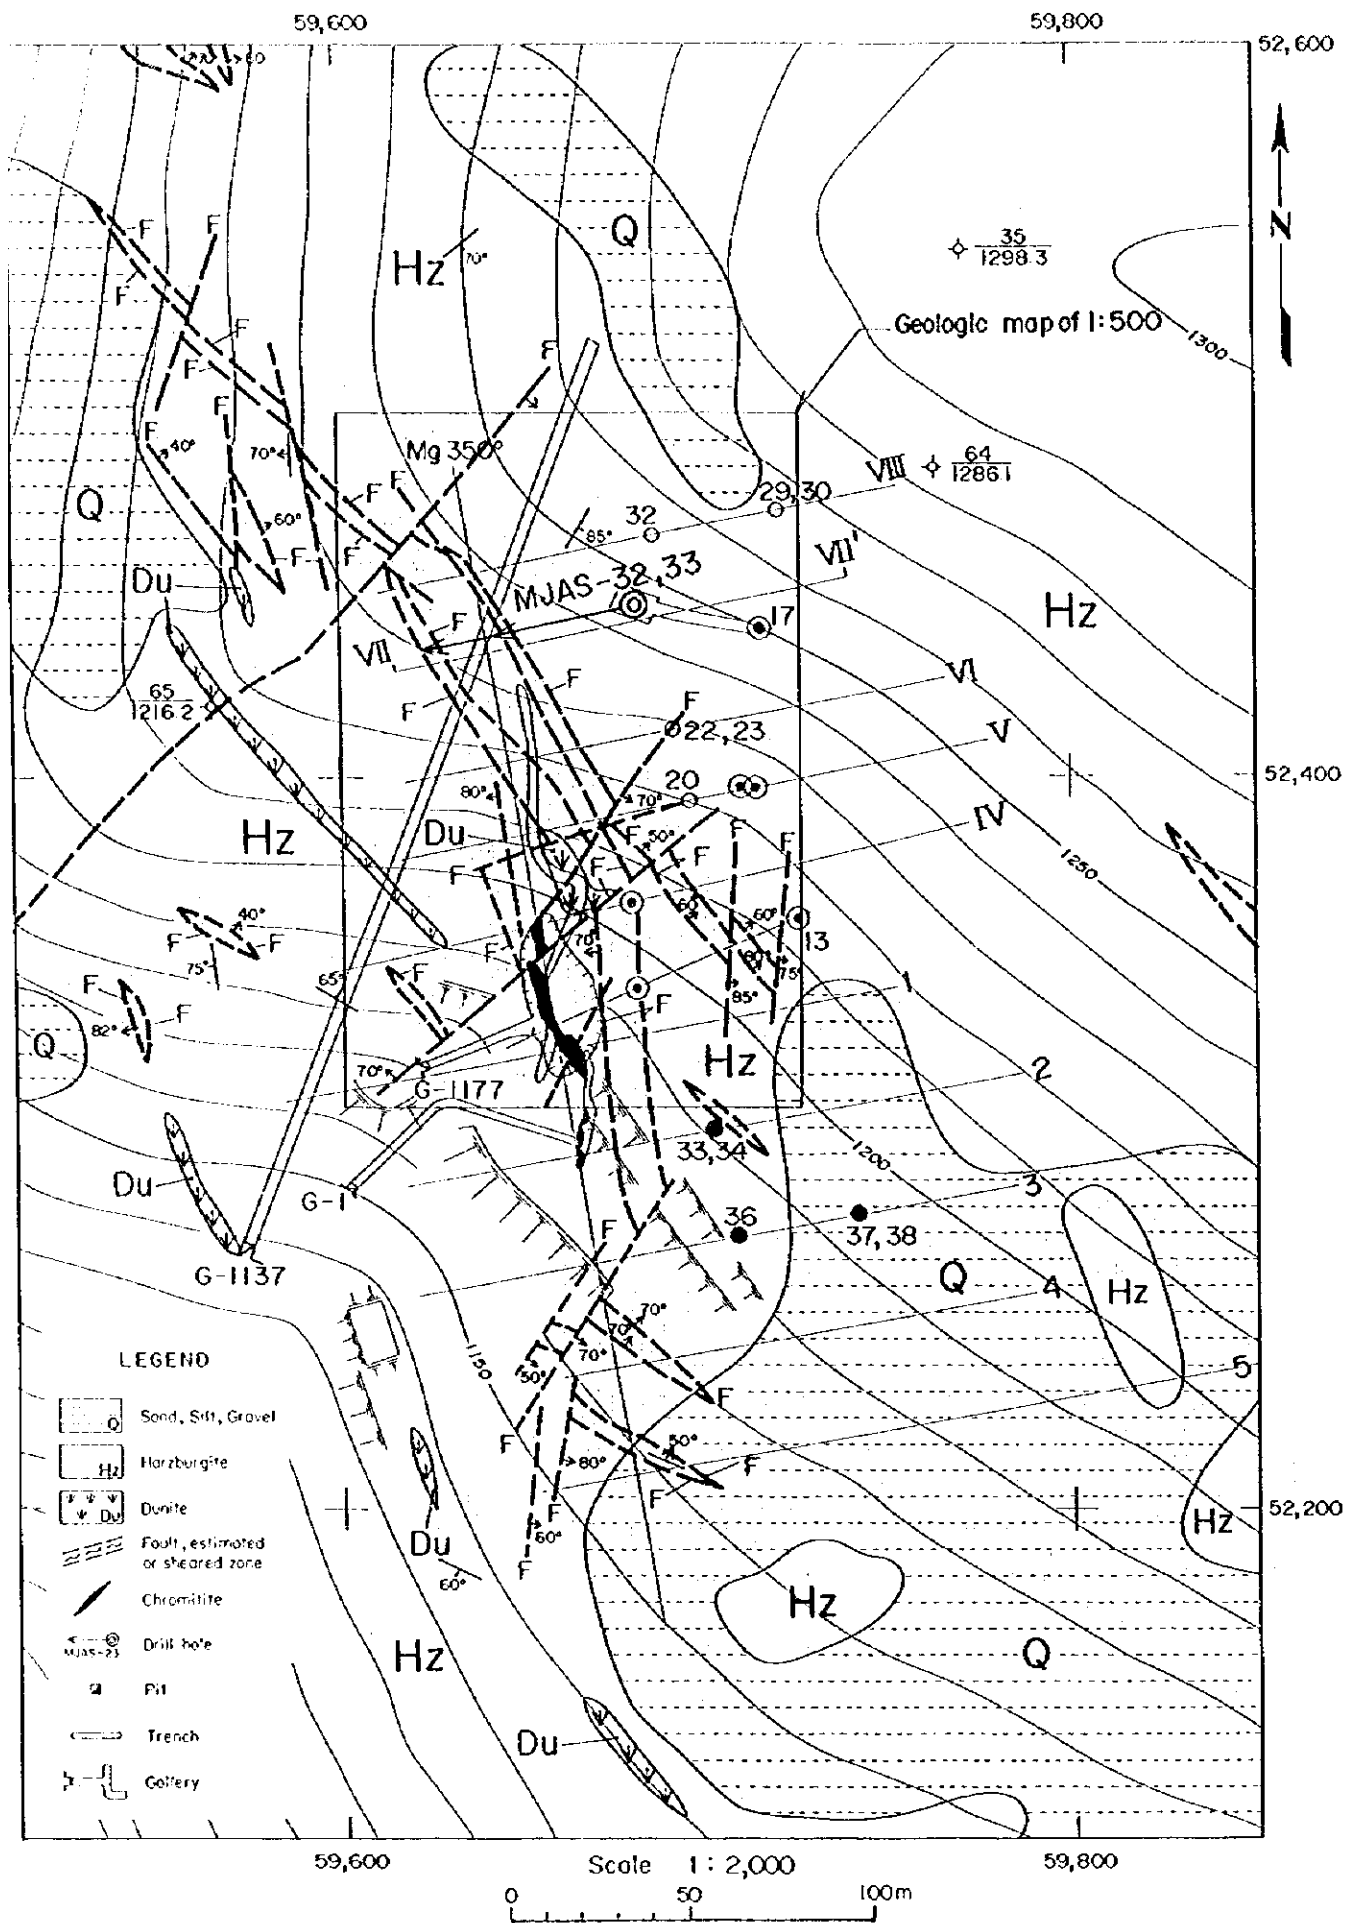 59,600
59,800
52,600
N
Q
Hz
70°
35
1298.3
Geologic map of 1:500
1300
F
F
F
F
F
F
F
F
40°
70°
Mg 350°
F
F
VIII
64
1286.1
29,30
Q
60°
F
F
F
32
85°
VII'
Du
MJAS-32,33
17
Hz
F
F
VII
F
F
VI
65
1216.2
F
22,23
V
52,400
80°
20
70°
IV
Hz
Du
F
50°
F
F
F
F
1250
40°
F
F
75°
F
60
60°
13
70°
80°
75°
85°
1
65°
F
F
F
82°
Q
F
Hz
2
70°
G-1177
33,34
1200
Du
G-1
3
36
37,38
F
G-1137
Q
4
Hz
70°
70°
70°
50°
1150
5
F
F
50°
F
80°
F
F
60°
F
52,200
Hz
Du
60°
Hz
Hz
Q
Du
LEGEND
Q Sand, Silt, Gravel
Hz Harzburgite
Du Dunite
Fault, estimated
or sheared zone
Chromitite
MJAS-23 Drill hole
Pit
Trench
Gallery
59,600
Scale 1:2,000
59,800
0 50 100m